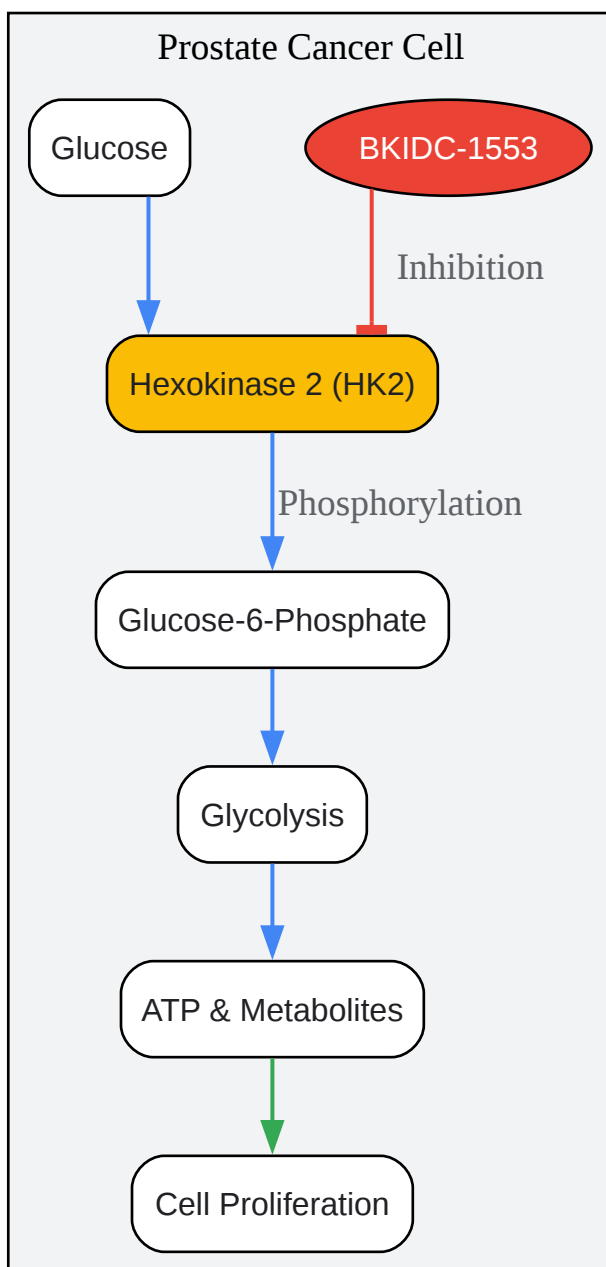 Prostate Cancer Cell
Glucose
BKIDC-1553
Inhibition
Hexokinase 2 (HK2)
Phosphorylation
Glucose-6-Phosphate
Glycolysis
ATP & Metabolites
Cell Proliferation